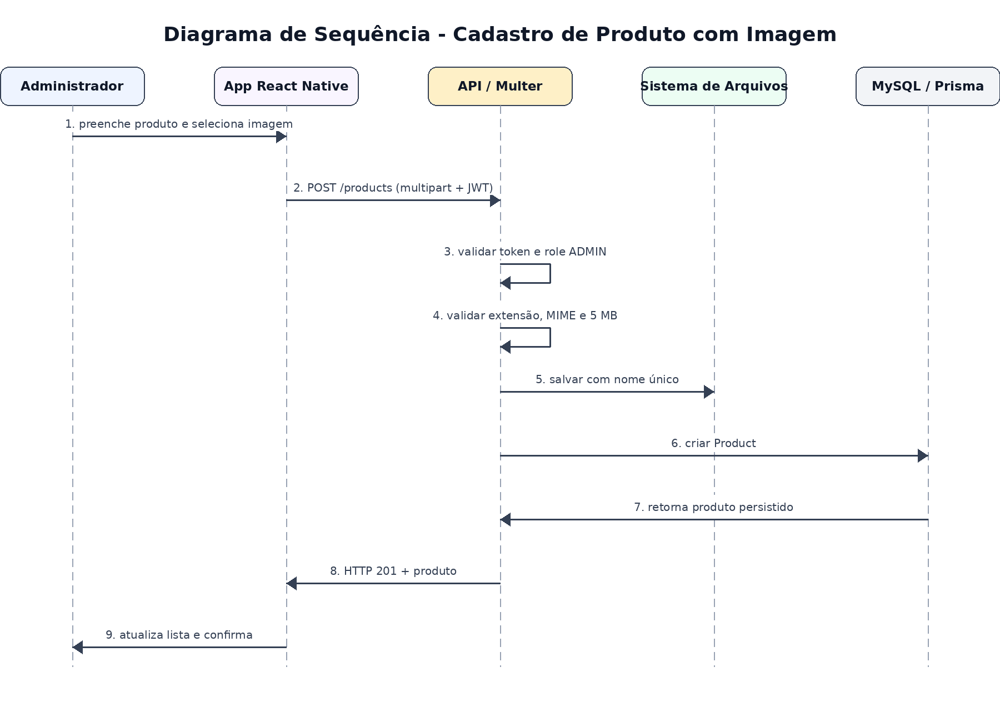 Diagrama de Sequência - Cadastro de Produto com Imagem
Administrador
App React Native
API / Multer
Sistema de Arquivos
MySQL / Prisma
1. preenche produto e seleciona imagem
2. POST /products (multipart + JWT)
3. validar token e role ADMIN
4. validar extensão, MIME e 5 MB
5. salvar com nome único
6. criar Product
7. retorna produto persistido
8. HTTP 201 + produto
9. atualiza lista e confirma